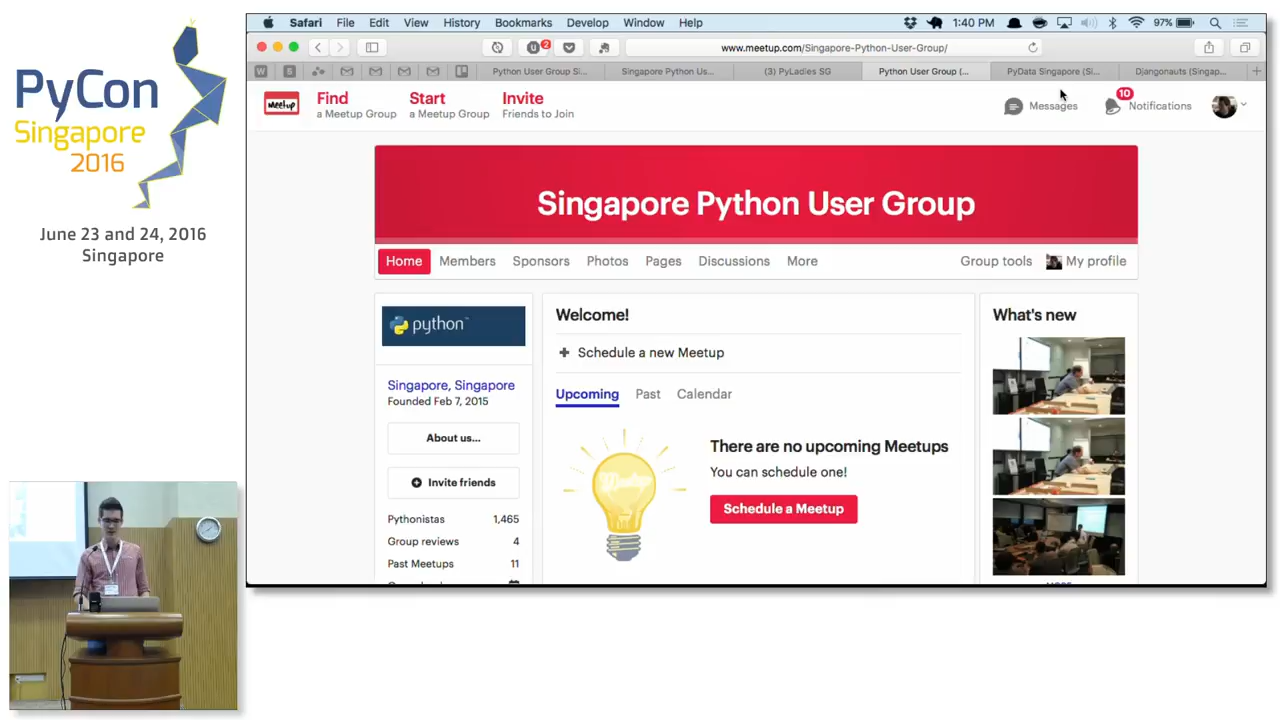 PyCon
Singapore
2016
June 23 and 24, 2016
Singapore
Safari File Edit View History Bookmarks Develop Window Help 1:40 PM 97%
2 www.meetup.com/Singapore-Python-User-Group/
W S Python User Group Si... Singapore Python Us... (3) PyLadies SG Python User Group (... PyData Singapore (Si... Djangonauts (Singap...
Meetup
Find
a Meetup Group
Start
a Meetup Group
Invite
Friends to Join
Messages
10
Notifications
Singapore Python User Group
Home Members Sponsors Photos Pages Discussions More Group tools My profile
python
Singapore, Singapore
Founded Feb 7, 2015
About us...
Invite friends
Pythonistas 1,465
Group reviews 4
Past Meetups 11
Welcome!
Schedule a new Meetup
Upcoming Past Calendar
There are no upcoming Meetups
You can schedule one!
Schedule a Meetup
What's new